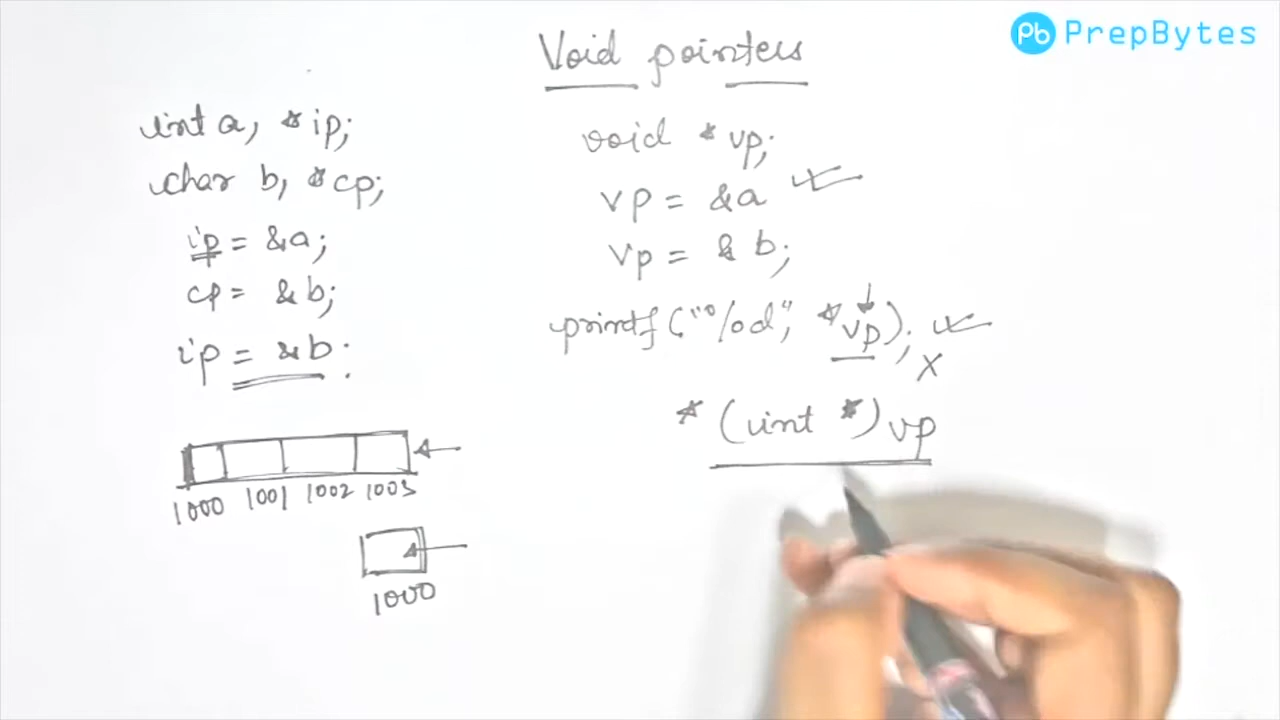 Pb PrepBytes
Void pointers
int a, *ip;
char b, *cp;
ip = &a;
cp = &b;
ip = &b;
1000 1001 1002 1003
1000
void *vp;
vp = &a
vp = &b;
printf("%d", *vp);
X
*(int *)vp